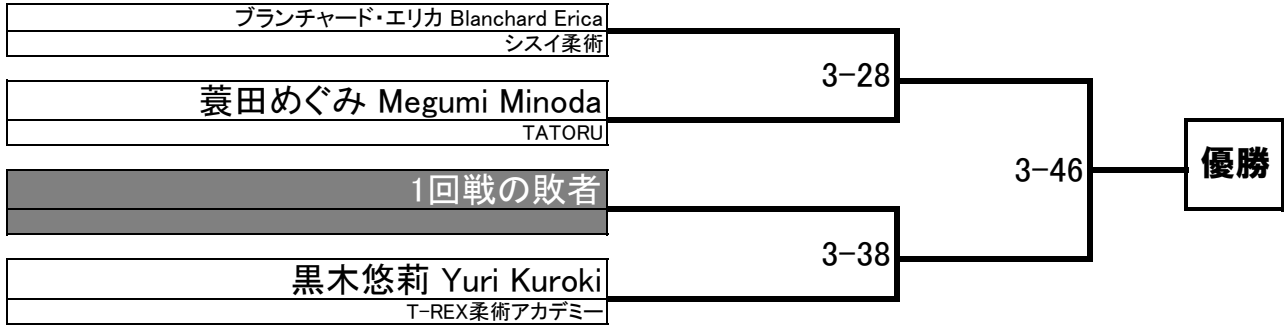 ブランチャード・エリカ Blanchard Erica
シスイ柔術
3-28
蓑田めぐみ Megumi Minoda
TATORU
3-46
優勝
1回戦の敗者
3-38
黒木悠莉 Yuri Kuroki
T-REX柔術アカデミー